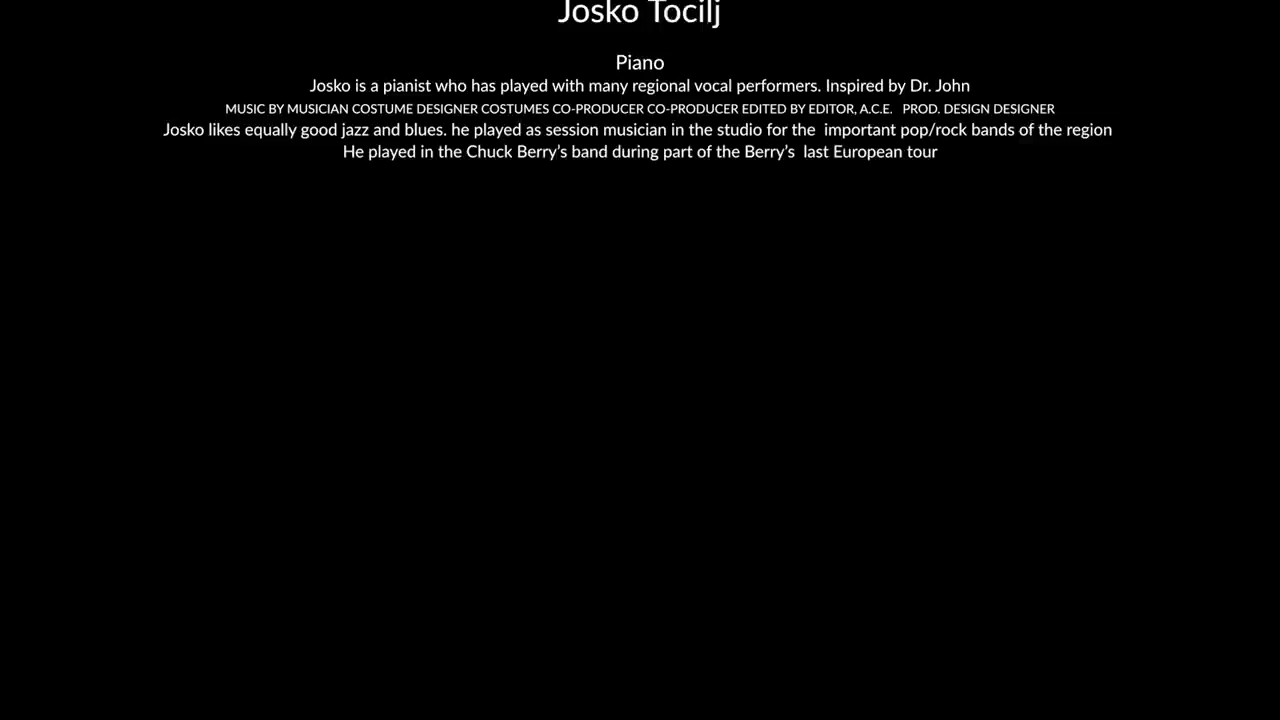 Josko Tocilj
Piano
Josko is a pianist who has played with many regional vocal performers. Inspired by Dr. John
MUSIC BY MUSICIAN COSTUME DESIGNER COSTUMES CO-PRODUCER CO-PRODUCER EDITED BY EDITOR, A.C.E.   PROD. DESIGN DESIGNER
Josko likes equally good jazz and blues. he played as session musician in the studio for the  important pop/rock bands of the region
He played in the Chuck Berry’s band during part of the Berry’s  last European tour